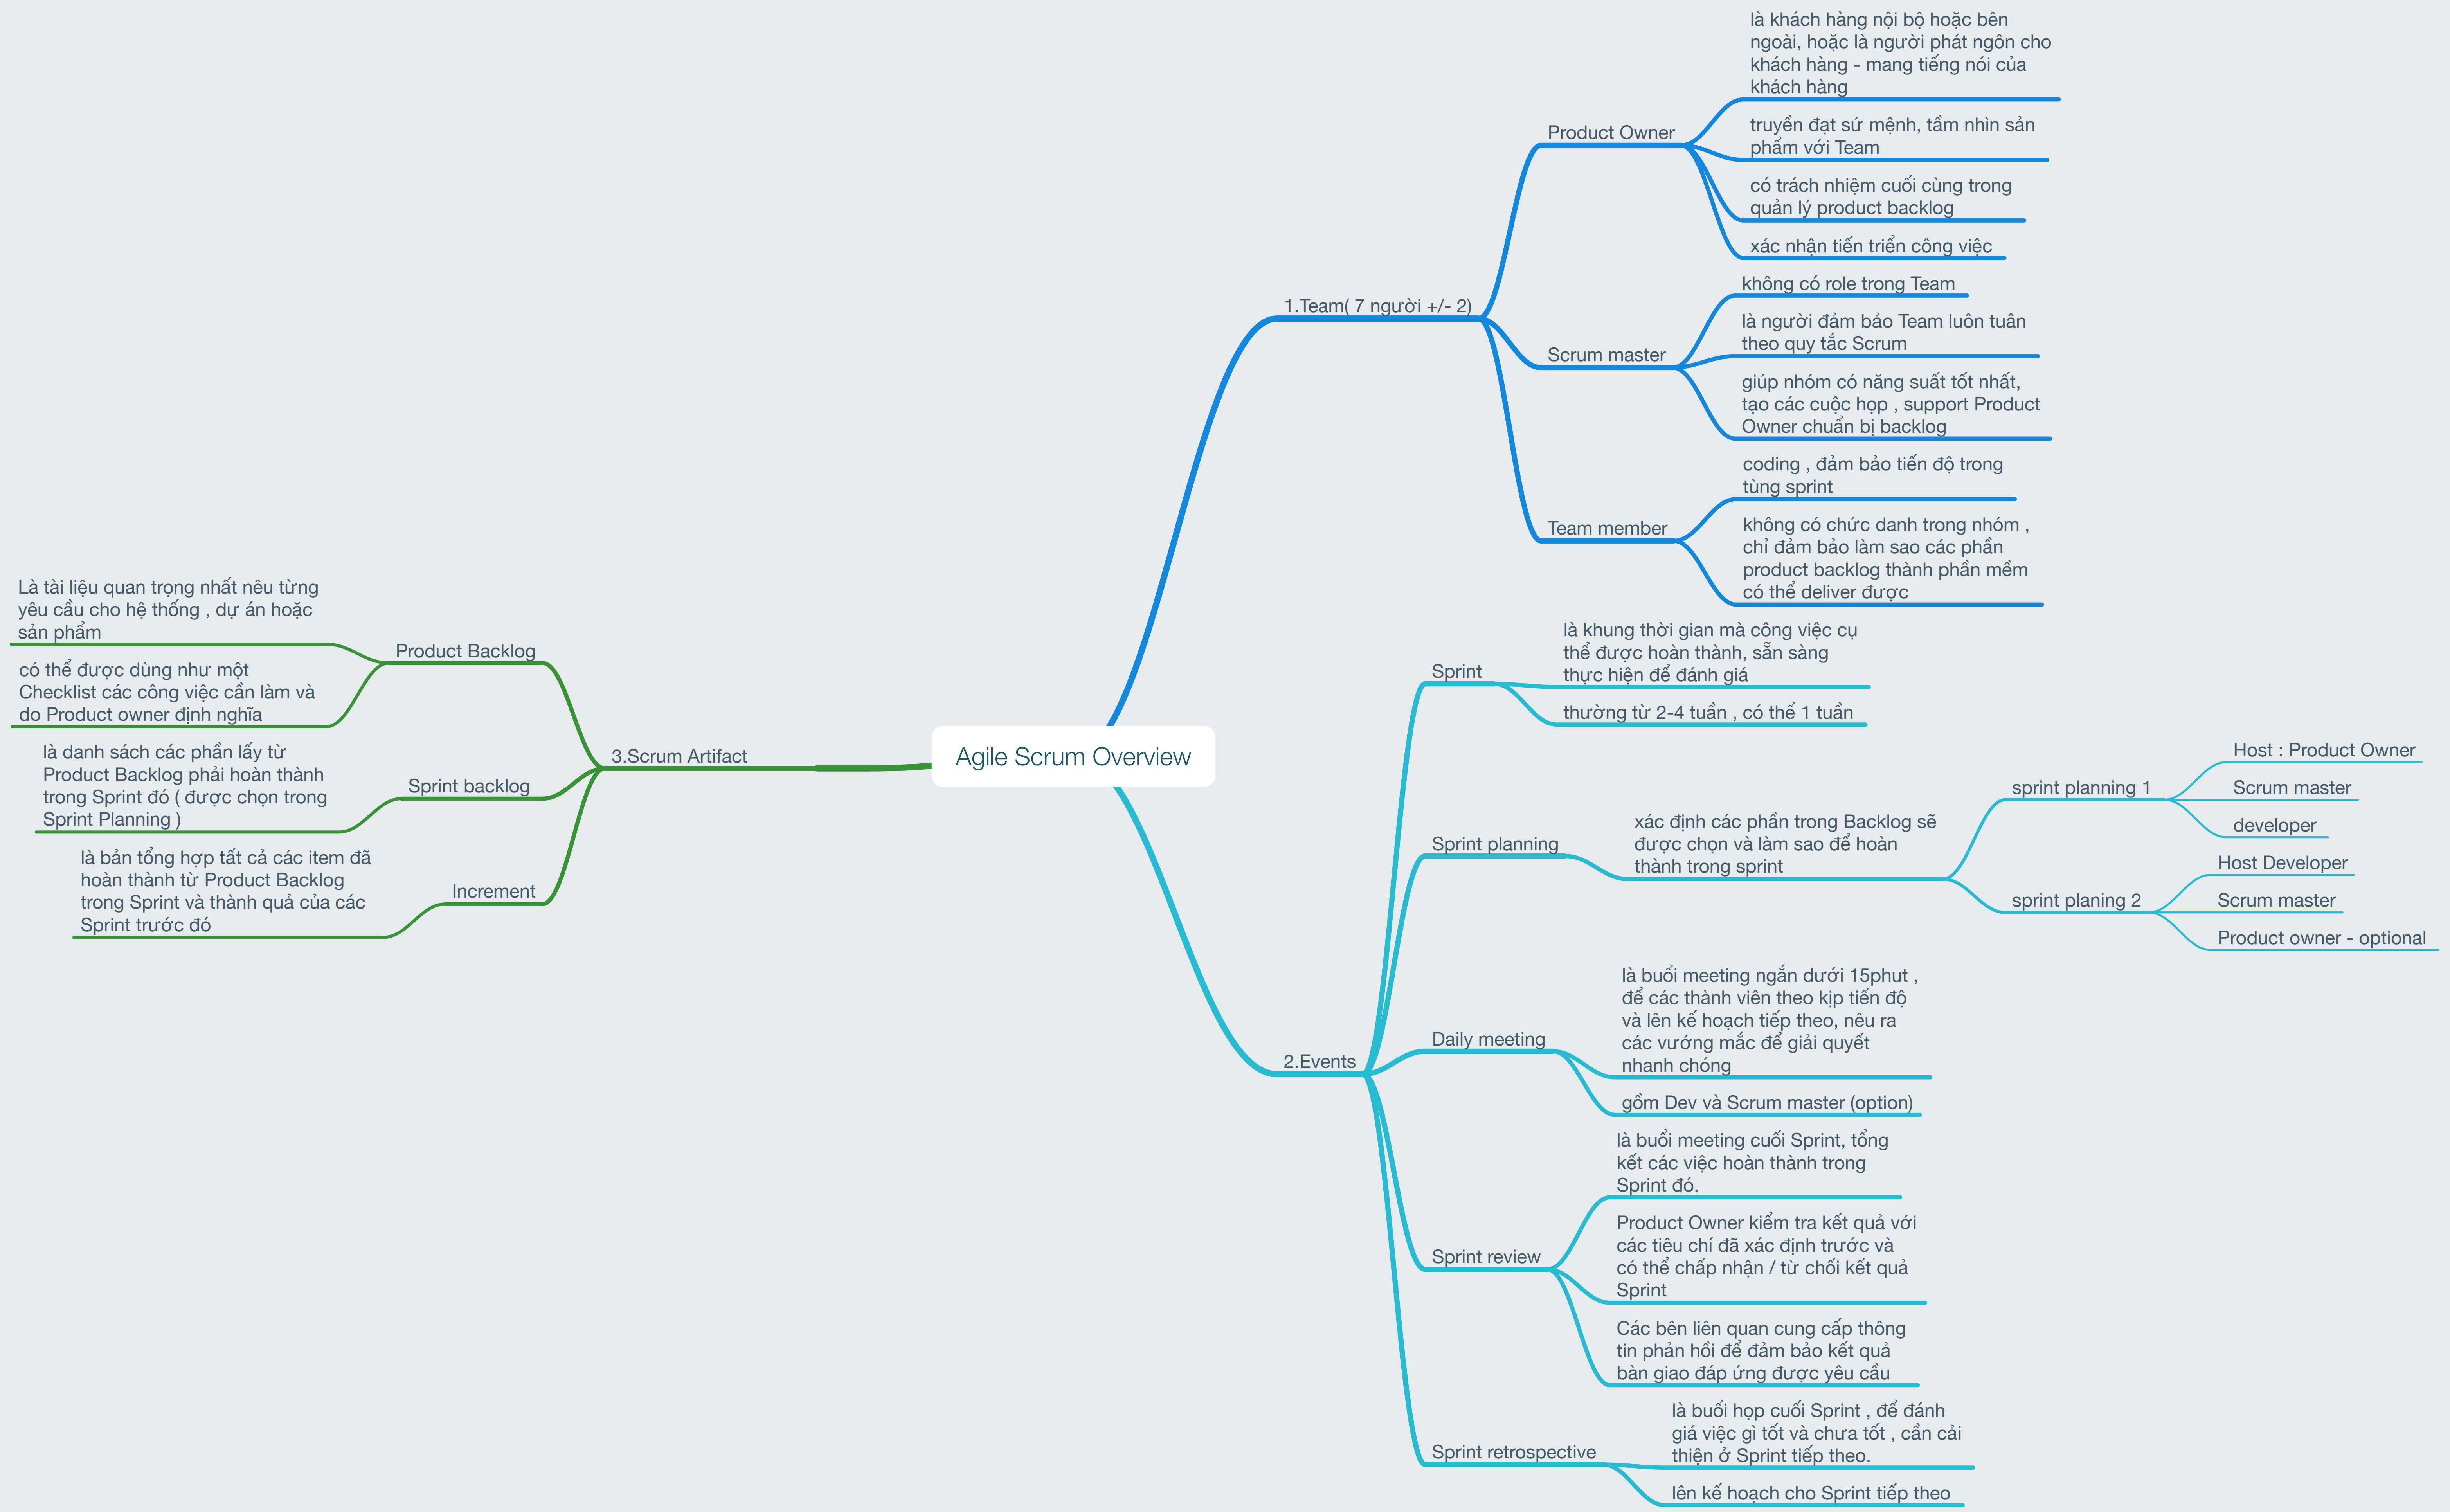 Agile Scrum Overview
1.Team( 7 người +/- 2)
Product Owner
là khách hàng nội bộ hoặc bên
ngoài, hoặc là người phát ngôn cho
khách hàng - mang tiếng nói của
khách hàng
truyền đạt sứ mệnh, tầm nhìn sản
phẩm với Team
có trách nhiệm cuối cùng trong
quản lý product backlog
xác nhận tiến triển công việc
Scrum master
không có role trong Team
là người đảm bảo Team luôn tuân
theo quy tắc Scrum
giúp nhóm có năng suất tốt nhất,
tạo các cuộc họp , support Product
Owner chuẩn bị backlog
Team member
coding , đảm bảo tiến độ trong
tùng sprint
không có chức danh trong nhóm ,
chỉ đảm bảo làm sao các phần
product backlog thành phần mềm
có thể deliver được
2.Events
Sprint
là khung thời gian mà công việc cụ
thể được hoàn thành, sẵn sàng
thực hiện để đánh giá
thường từ 2-4 tuần , có thể 1 tuần
Sprint planning
xác định các phần trong Backlog sẽ
được chọn và làm sao để hoàn
thành trong sprint
sprint planning 1
Host : Product Owner
Scrum master
developer
sprint planing 2
Host Developer
Scrum master
Product owner - optional
Daily meeting
là buổi meeting ngắn dưới 15phut ,
để các thành viên theo kịp tiến độ
và lên kế hoạch tiếp theo, nêu ra
các vướng mắc để giải quyết
nhanh chóng
gồm Dev và Scrum master (option)
Sprint review
là buổi meeting cuối Sprint, tổng
kết các việc hoàn thành trong
Sprint đó.
Product Owner kiểm tra kết quả với
các tiêu chí đã xác định trước và
có thể chấp nhận / từ chối kết quả
Sprint
Các bên liên quan cung cấp thông
tin phản hồi để đảm bảo kết quả
bàn giao đáp ứng được yêu cầu
Sprint retrospective
là buổi họp cuối Sprint , để đánh
giá việc gì tốt và chưa tốt , cần cải
thiện ở Sprint tiếp theo.
lên kế hoạch cho Sprint tiếp theo
3.Scrum Artifact
Product Backlog
Là tài liệu quan trọng nhất nêu từng
yêu cầu cho hệ thống , dự án hoặc
sản phẩm
có thể được dùng như một
Checklist các công việc cần làm và
do Product owner định nghĩa
Sprint backlog
là danh sách các phần lấy từ
Product Backlog phải hoàn thành
trong Sprint đó ( được chọn trong
Sprint Planning )
Increment
là bản tổng hợp tất cả các item đã
hoàn thành từ Product Backlog
trong Sprint và thành quả của các
Sprint trước đó